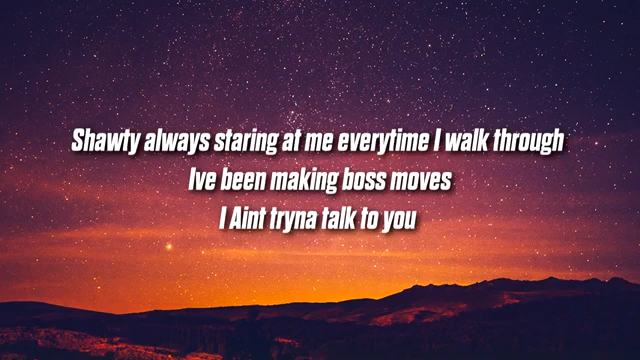 Shawty always staring at me everytime I walk through
Ive been making boss moves
I Aint tryna talk to you